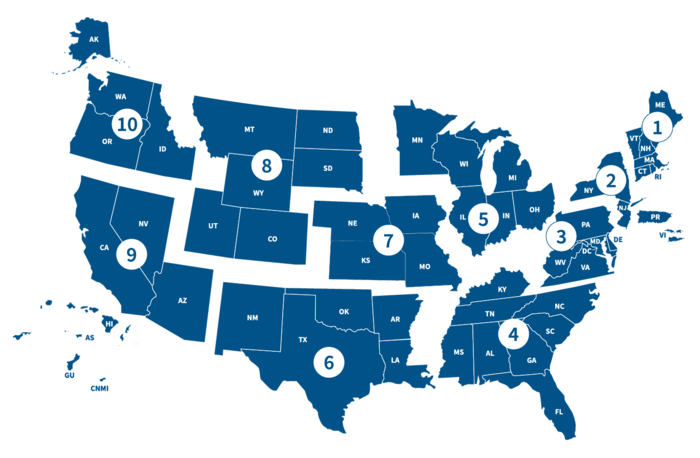 AK
WA
10
OR
ID
MT
ND
8
SD
WY
UT
CO
NV
CA
9
AZ
HI
AS
GU
CNMI
NE
IA
7
KS
MO
NM
OK
AR
TX
6
LA
MN
WI
MI
IL
5
IN
OH
KY
TN
NC
4
SC
MS
AL
GA
FL
ME
1
VT
NH
MA
CT
RI
2
NY
NJ
PR
VI
PA
3
MD
DE
DC
WV
VA